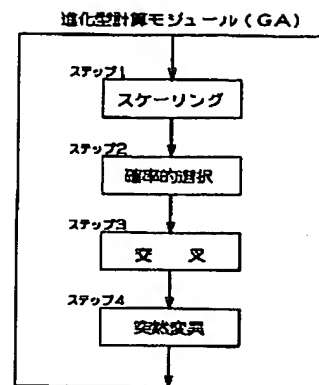 進化型計算モジュール(GA)
ステップ1
スケーリング
ステップ2
確率的選択
ステップ3
交 叉
ステップ4
突然変異